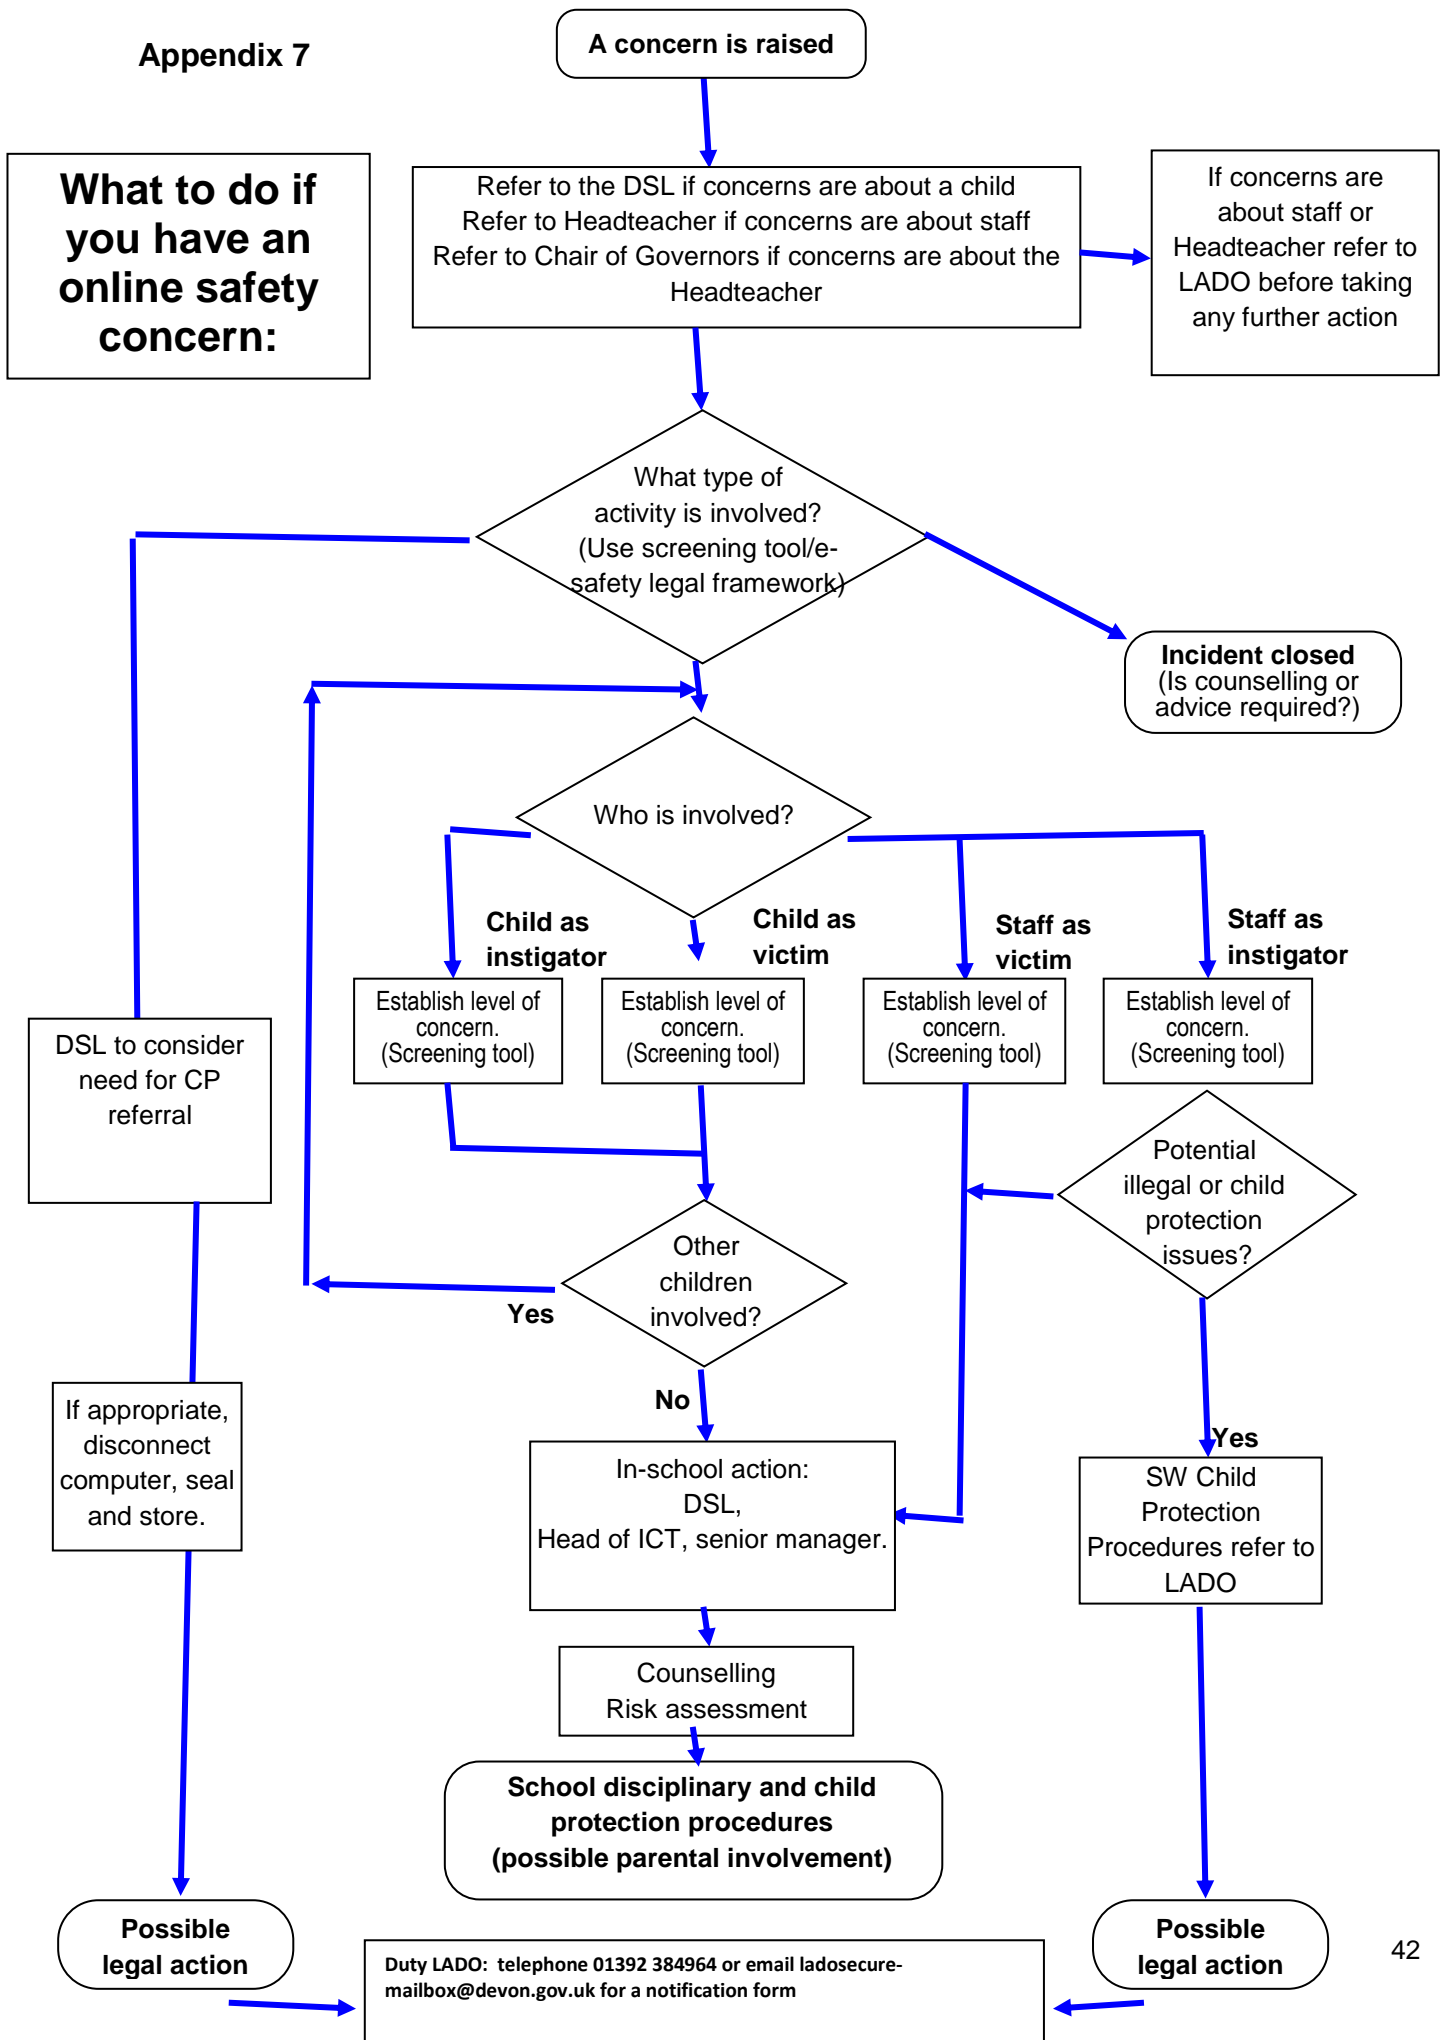 Appendix 7
A concern is raised
What to do if
you have an
online safety
concern:
Refer to the DSL if concerns are about a child
Refer to Headteacher if concerns are about staff
Refer to Chair of Governors if concerns are about the
Headteacher
If concerns are
about staff or
Headteacher refer to
LADO before taking
any further action
What type of
activity is involved?
(Use screening tool/e-
safety legal framework)
Incident closed
(Is counselling or
advice required?)
Who is involved?
Child as
instigator
Child as
victim
Staff as
victim
Staff as
instigator
Establish level of
concern.
(Screening tool)
Establish level of
concern.
(Screening tool)
Establish level of
concern.
(Screening tool)
Establish level of
concern.
(Screening tool)
DSL to consider
need for CP
referral
Potential
illegal or child
protection
issues?
Other
children
involved?
Yes
No
If appropriate,
disconnect
computer, seal
and store.
In-school action:
DSL,
Head of ICT, senior manager.
Yes
SW Child
Protection
Procedures refer to
LADO
Counselling
Risk assessment
School disciplinary and child
protection procedures
(possible parental involvement)
Possible
legal action
Possible
legal action
42
Duty LADO: telephone 01392 384964 or email ladosecure-
mailbox@devon.gov.uk for a notification form